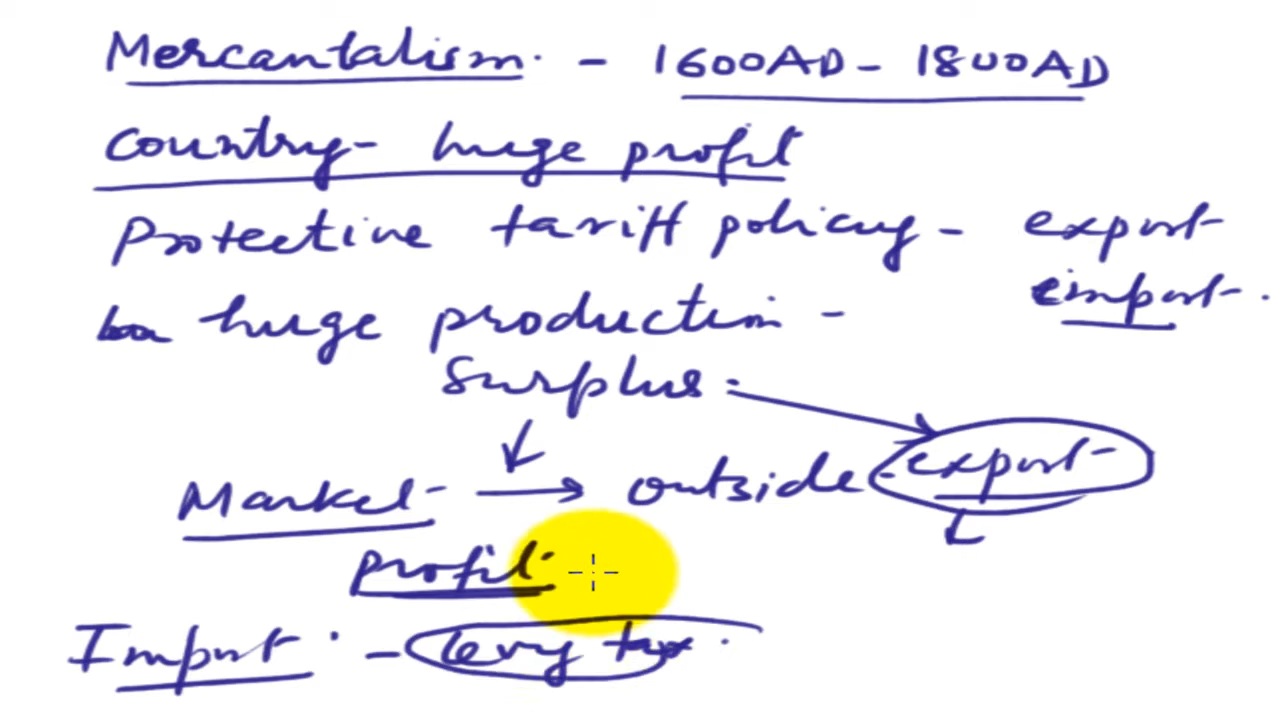 Mercantalism - 1600AD - 1800AD
Country - huge profit
Protective tariff policy - export
import.
huge production -
Surplus -
Market - → outside - export
profit
Import - levy tax.